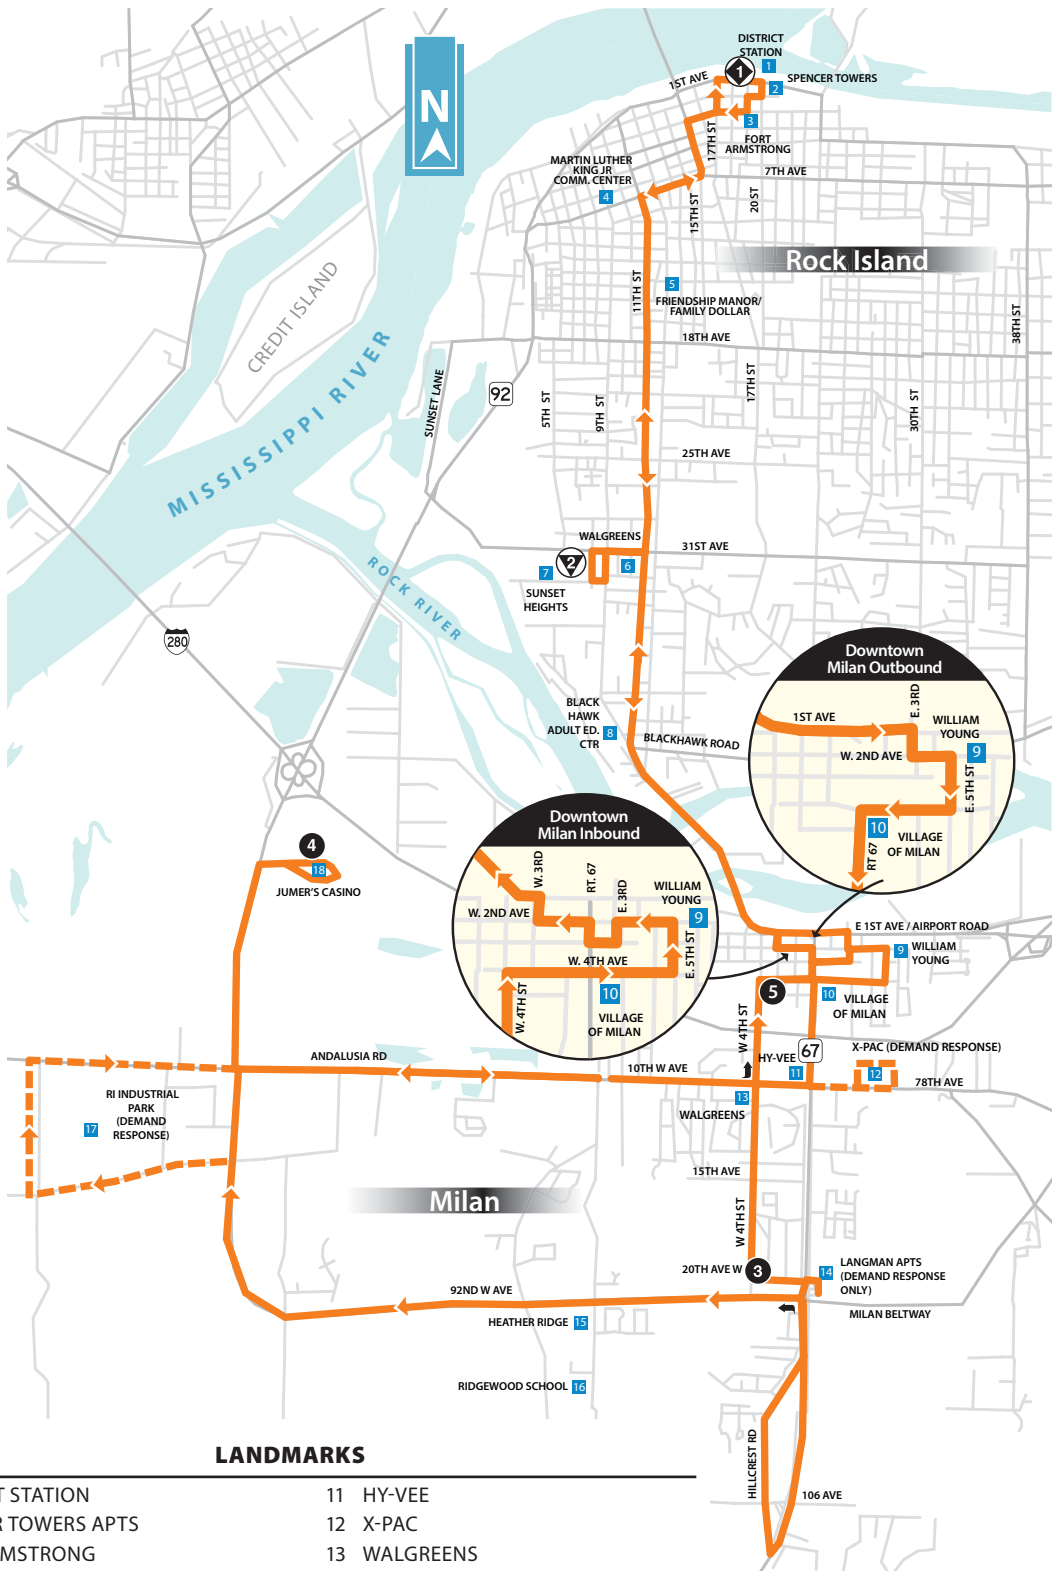 DISTRICT
STATION
1
1
1ST AVE
SPENCER TOWERS
2
N
3
17TH ST
FORT
ARMSTRONG
MARTIN LUTHER
KING JR
COMM. CENTER
4
7TH AVE
15TH ST
20 ST
Rock Island
CREDIT ISLAND
11TH ST
5
FRIENDSHIP MANOR/
FAMILY DOLLAR
38TH ST
18TH AVE
MISSISSIPPI RIVER
SUNSET LANE
92
5TH ST
9TH ST
17TH ST
30TH ST
25TH AVE
WALGREENS
31ST AVE
2
6
7
SUNSET
HEIGHTS
ROCK RIVER
280
Downtown
Milan Outbound
E. 3RD
1ST AVE
WILLIAM
YOUNG
9
W. 2ND AVE
E. 5TH ST
10
VILLAGE
OF MILAN
RT 67
BLACK
HAWK
ADULT ED.
CTR
8
BLACKHAWK ROAD
Downtown
Milan Inbound
W. 3RD
RT. 67
E. 3RD
WILLIAM
YOUNG
9
W. 2ND AVE
W. 4TH AVE
E. 5TH ST
10
W. 4TH ST
VILLAGE
OF MILAN
4
18
JUMER'S CASINO
E 1ST AVE / AIRPORT ROAD
9
WILLIAM
YOUNG
5
10
VILLAGE
OF MILAN
W 4TH ST
67
X-PAC (DEMAND RESPONSE)
HY-VEE
11
12
ANDALUSIA RD
10TH W AVE
78TH AVE
RI INDUSTRIAL
PARK
(DEMAND
RESPONSE)
17
13
WALGREENS
15TH AVE
Milan
W 4TH ST
20TH AVE W
3
14
LANGMAN APTS
(DEMAND RESPONSE
ONLY)
92ND W AVE
MILAN BELTWAY
HEATHER RIDGE
15
RIDGEWOOD SCHOOL
16
HILLCREST RD
106 AVE
LANDMARKS
T STATION
11 HY-VEE
R TOWERS APTS
12 X-PAC
MSTRONG
13 WALGREENS